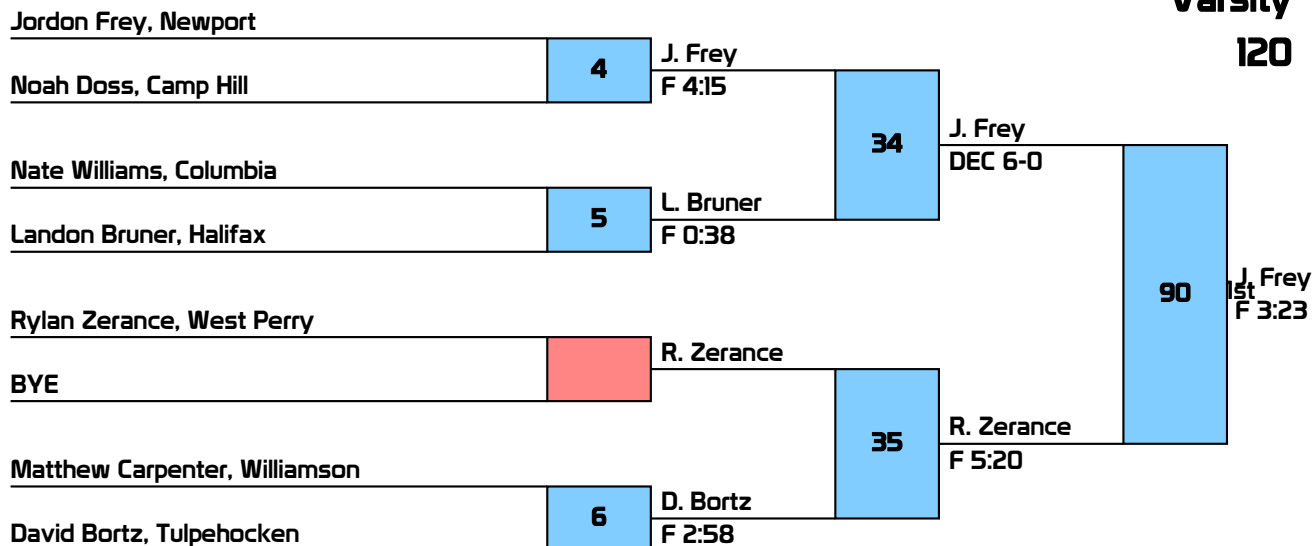 Varsity
120
Jordon Frey, Newport
4
J. Frey
F 4:15
Noah Doss, Camp Hill
34
J. Frey
DEC 6-0
Nate Williams, Columbia
5
L. Bruner
F 0:38
Landon Bruner, Halifax
90
1st
J. Frey
F 3:23
Rylan Zerance, West Perry
R. Zerance
BYE
35
R. Zerance
F 5:20
Matthew Carpenter, Williamson
6
D. Bortz
F 2:58
David Bortz, Tulpehocken